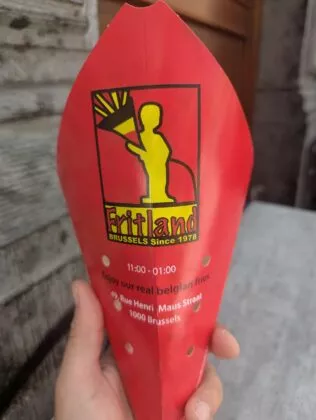 Fritland
BRUSSELS Since 1978
11:00 - 01:00
Enjoy our real belgian fries
49, Rue Henri Maus Straat
1000 Brussels